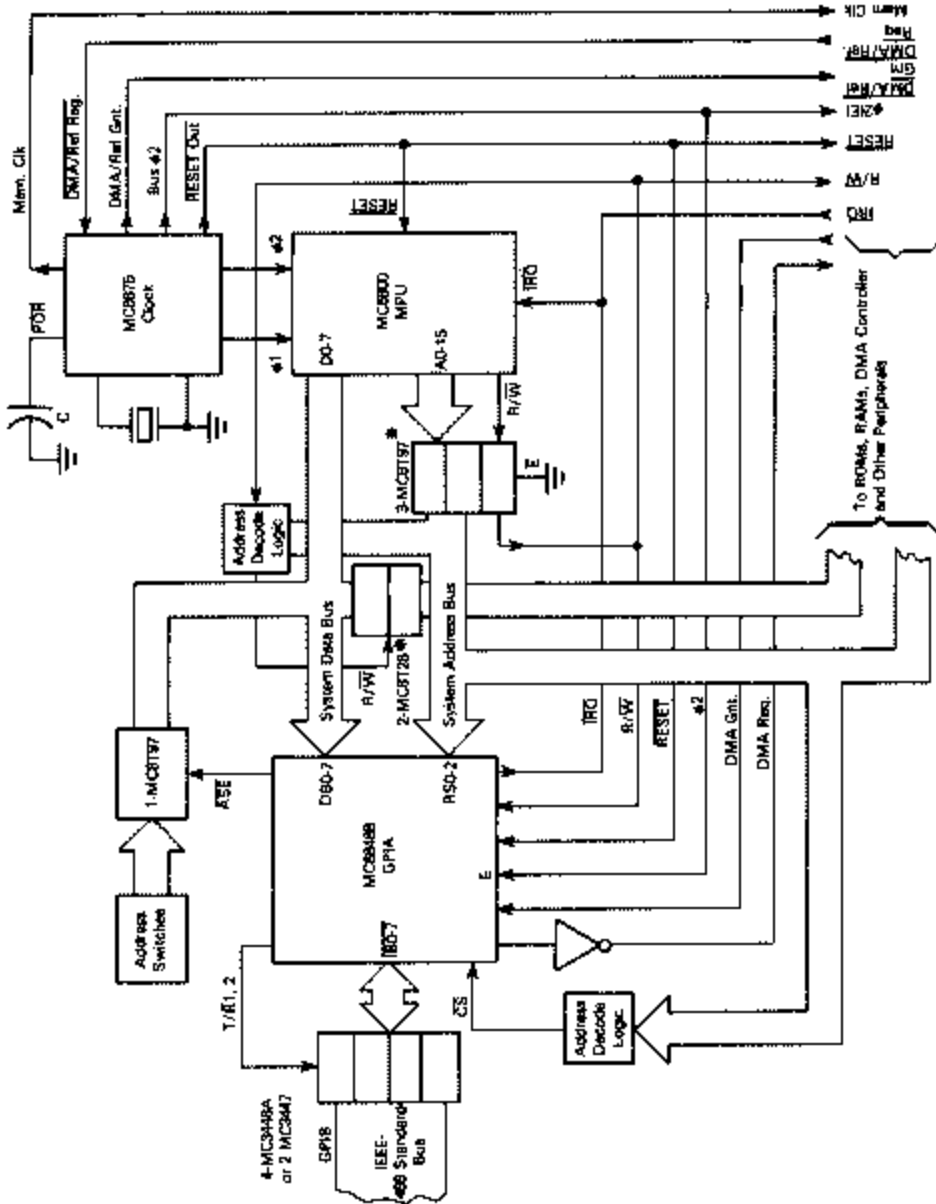 Mem. Clk
DMA/Ref Req.
DMA/Ref Gnt.
Bus φ2
RESET Out
POR
C
MC6875
Clock
φ1
φ2
RESET
D0-7
MC6800
MPU
A0-15
IRQ
R/W
3-MC8T97*
E
Address
Decode
Logic
System Data Bus
R/W
2-MC8T26*
System Address Bus
1-MC8T97
Address
Switches
ASE
DB0-7
MC68488
GPIA
RS0-2
IB0-7
E
T/R1, 2
CS
4-MC3448A
or 2 MC3447
GPIB
IEEE-
488 Standard
Bus
Address
Decode
Logic
IRQ
R/W
RESET
φ2
DMA Gnt.
DMA Req.
Mem Clk
DMA/Ref.
Req
DMA/Ref
Gnt
φ2(E)
RESET
R/W
IRQ
To ROMs, RAMs, DMA Controller
and Other Peripherals